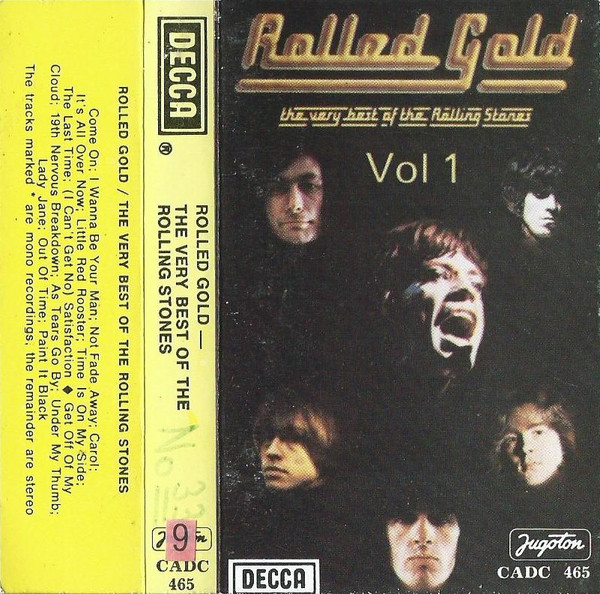 ROLLED GOLD / THE VERY BEST OF THE ROLLING STONES
Come On; I Wanna Be Your Man; Not Fade Away; Carol;
It's All Over Now; Little Red Rooster; Time Is On My Side;
The Last Time; (I Can't Get No) Satisfaction ◆ Get Off Of My
Cloud; 19th Nervous Breakdown; As Tears Go By; Under My Thumb;
Lady Jane; Out Of Time; Paint It Black
The tracks marked • are mono recordings, the remainder are stereo
DECCA
®
ROLLED GOLD —
THE VERY BEST OF THE
ROLLING STONES
No
9
CADC
465
Rolled Gold
the very best of the Rolling Stones
Vol 1
DECCA
Jugoton
CADC 465